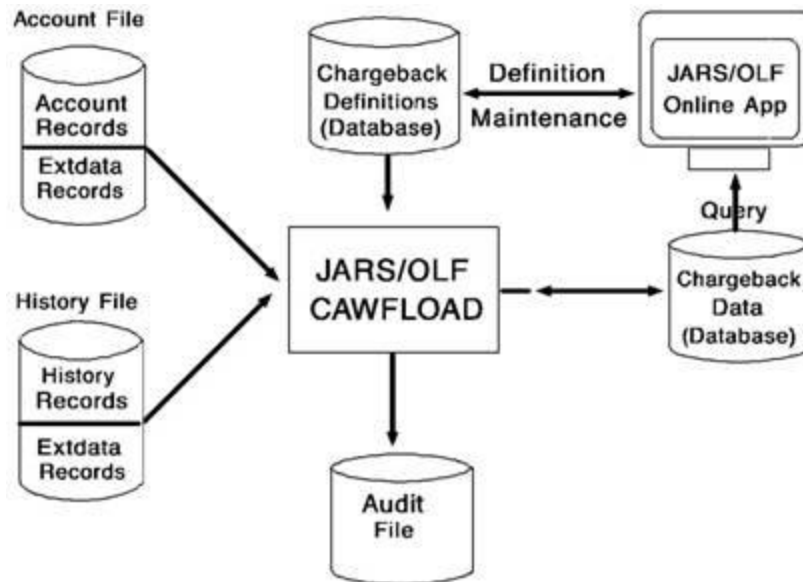 Account File
Account
Records
Extdata
Records
Chargeback
Definitions
(Database)
Definition
Maintenance
JARS/OLF
Online App
Query
Chargeback
Data
(Database)
JARS/OLF
CAWFLOAD
History File
History
Records
Extdata
Records
Audit
File